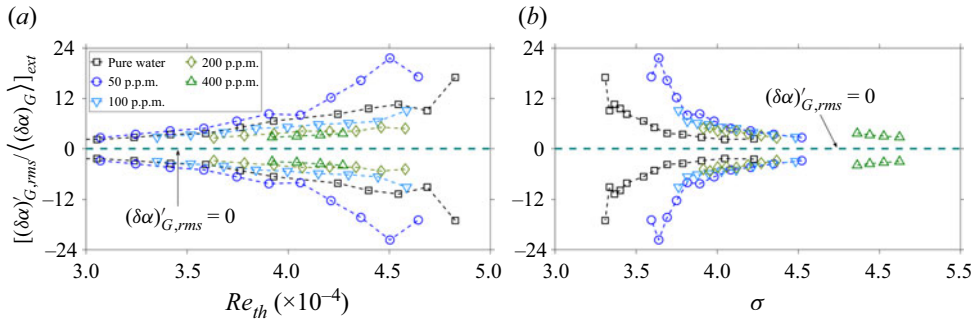 (a)
(b)
24
12
0
−12
−24
[(δα)′G,rms/⟨(δα)G⟩]ext
Pure water
50 p.p.m.
100 p.p.m.
200 p.p.m.
400 p.p.m.
(δα)′G,rms = 0
3.0 3.5 4.0 4.5 5.0
Reth (×10−4)
24
12
0
−12
−24
(δα)′G,rms = 0
3.0 3.5 4.0 4.5 4.5 5.5
σ